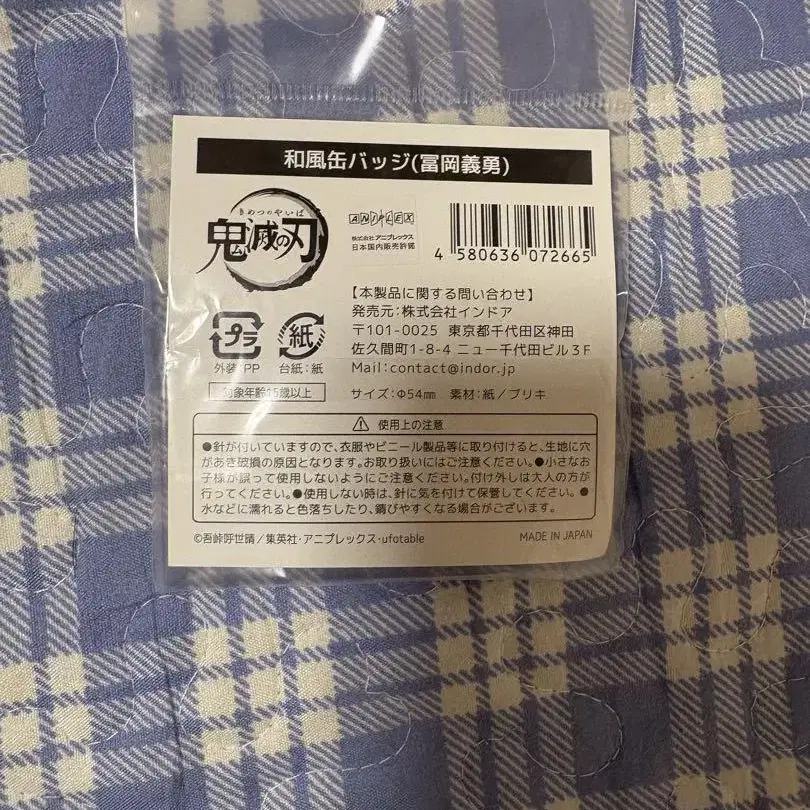 和風缶バッジ(冨岡義勇)
きめつのやいば
鬼滅の刃
ANIPLEX
株式会社 アニプレックス
日本国内販売許諾
4 580636 072665
【本製品に関する問い合わせ】
発売元:株式会社インドア
〒101-0025 東京都千代田区神田
佐久間町1-8-4 ニュー千代田ビル3F
Mail:contact@indor.jp
プラ
外装:PP
紙
台紙:紙
対象年齢15歳以上
サイズ:Φ54㎜ 素材:紙/ブリキ
使用上の注意
●針が付いていますので、衣服やビニール製品等に取り付けると、生地に穴
があき破損の原因となります。お取り扱いにはご注意ください。●小さなお
子様が誤って使用しないようにご注意ください。付け外しは大人の方が
行ってください。●使用しない時は、針に気を付けて保管してください。●
水などに濡れると色落ちしたり、錆びやすくなる場合がございます。
©吾峠呼世晴/集英社・アニプレックス・ufotable
MADE IN JAPAN